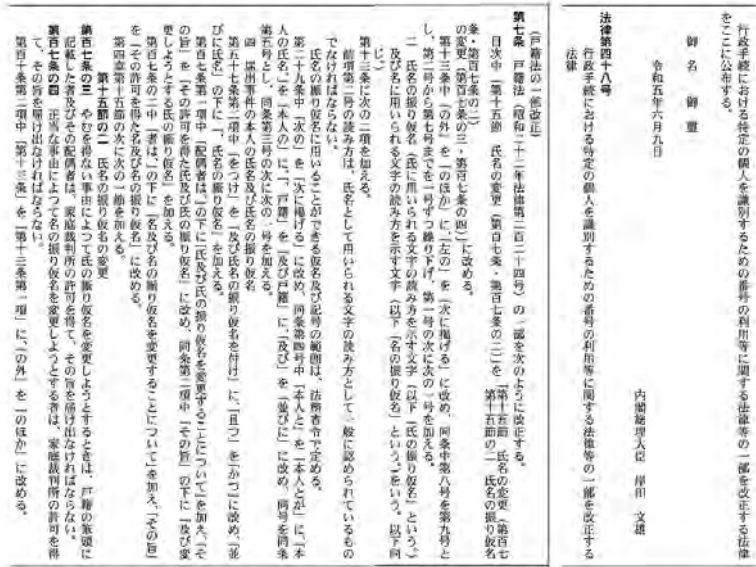 行政手続における特定の個人を識別するための番号の利用等に関する法律等の一部を改正する法律
をここに公布する。
御名御璽
令和五年六月九日
内閣総理大臣　岸田　文雄
法律第四十八号
行政手続における特定の個人を識別するための番号の利用等に関する法律等の一部を改正する
法律
（戸籍法の一部改正）
第七条　戸籍法（昭和二十二年法律第二百二十四号）の一部を次のように改正する。
目次中「第十五節　氏名の変更（第百七条・第百七条の二）」を「第十五節　氏名の変更（第百七
条・第百七条の二）　第十五節の二　氏名の振り仮名
の変更（第百七条の三・第百七条の四）」に改める。
第十三条中「の外」を「のほか」に、「左の」を「次に掲げる」に改め、同条中第八号を第九号と
し、第二号から第七号までを一号ずつ繰り下げ、第一号の次に次の一号を加える。
二　氏名の振り仮名（氏に用いられる文字の読み方を示す文字（以下「氏の振り仮名」という。）
及び名に用いられる文字の読み方を示す文字（以下「名の振り仮名」という。）をいう。以下同
じ。）
第十三条に次の二項を加える。
前項第二号の読み方は、氏名として用いられる文字の読み方として一般に認められているもの
でなければならない。
氏名の振り仮名に用いることができる仮名及び記号の範囲は、法務省令で定める。
第二十九条中「次の」を「次に掲げる」に改め、同条第四号中「本人と」を「本人とが」に、「本
人の氏名」を「本人の」に、「、戸籍」を「及び戸籍」に、「及び」を「並びに」に改め、同号を同条
第五号とし、同条第三号の次に次の一号を加える。
四　届出事件の本人の氏名及び氏名の振り仮名
第五十七条第二項中「をつけ」を「及び氏名の振り仮名を付け」に、「且つ」を「かつ」に改め、「並
びに氏名」の下に「、氏名の振り仮名」を加える。
第百七条第一項中「配偶者は、」の下に「氏及び氏の振り仮名を変更することについて」を加え、「そ
の旨」を「その許可を得た氏及び氏の振り仮名」に改め、同条第二項中「その旨」の下に「及び変
更しようとする氏の振り仮名」を加える。
第百七条の二中「者は、」の下に「名及び名の振り仮名を変更することについて」を加え、「その旨」
を「その許可を得た名及び名の振り仮名」に改める。
第四章第十五節の次に次の一節を加える。
第十五節の二　氏名の振り仮名の変更
第百七条の三　やむを得ない事由によつて氏の振り仮名を変更しようとするときは、戸籍の筆頭に
記載した者及びその配偶者は、家庭裁判所の許可を得て、その旨を届け出なければならない。
第百七条の四　正当な事由によつて名の振り仮名を変更しようとする者は、家庭裁判所の許可を得
て、その旨を届け出なければならない。
第百十条第二項中「第十三条」を「第十三条第一項」に、「の外」を「のほか」に改める。